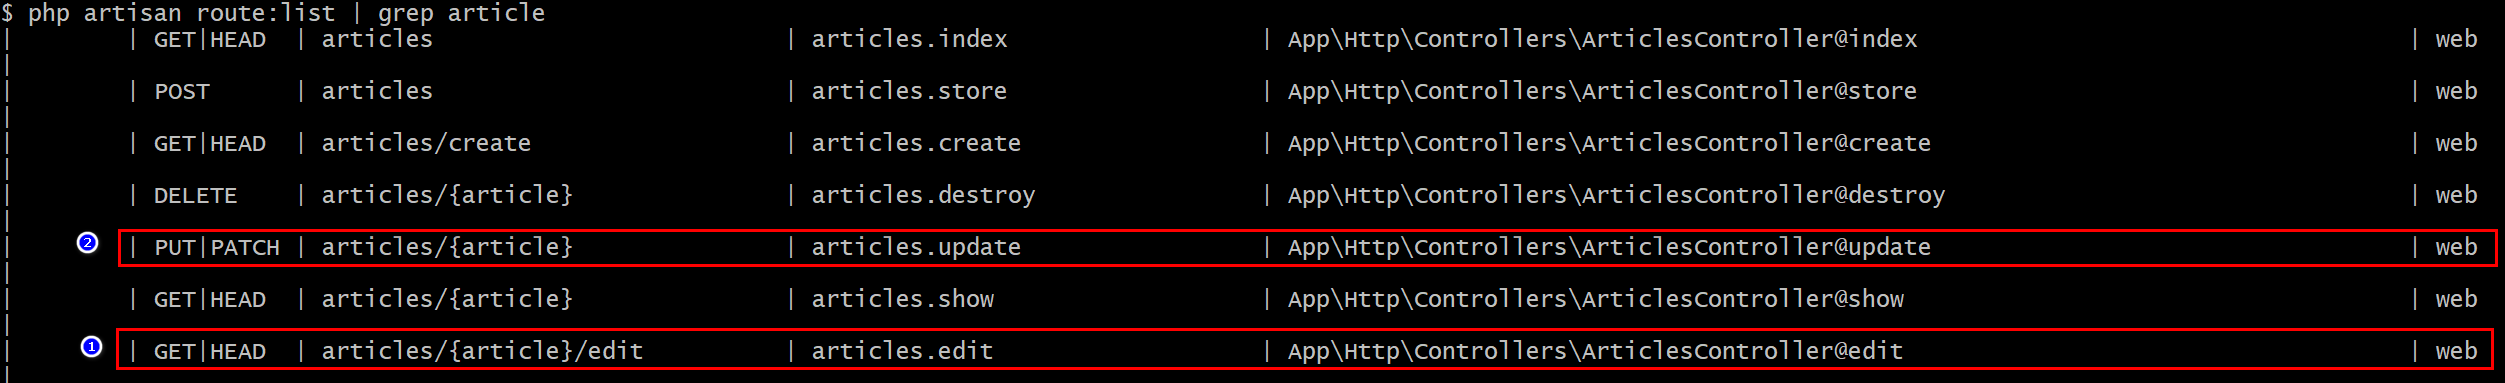 $ php artisan route:list | grep article
|        | GET|HEAD  | articles                         | articles.index                   | App\Http\Controllers\ArticlesController@index                                   | web
|
|        | POST      | articles                         | articles.store                   | App\Http\Controllers\ArticlesController@store                                   | web
|
|        | GET|HEAD  | articles/create                  | articles.create                  | App\Http\Controllers\ArticlesController@create                                  | web
|
|        | DELETE    | articles/{article}               | articles.destroy                 | App\Http\Controllers\ArticlesController@destroy                                 | web
|
|   2    | PUT|PATCH | articles/{article}               | articles.update                  | App\Http\Controllers\ArticlesController@update                                  | web
|
|        | GET|HEAD  | articles/{article}               | articles.show                    | App\Http\Controllers\ArticlesController@show                                    | web
|
|   1    | GET|HEAD  | articles/{article}/edit          | articles.edit                    | App\Http\Controllers\ArticlesController@edit                                    | web
|